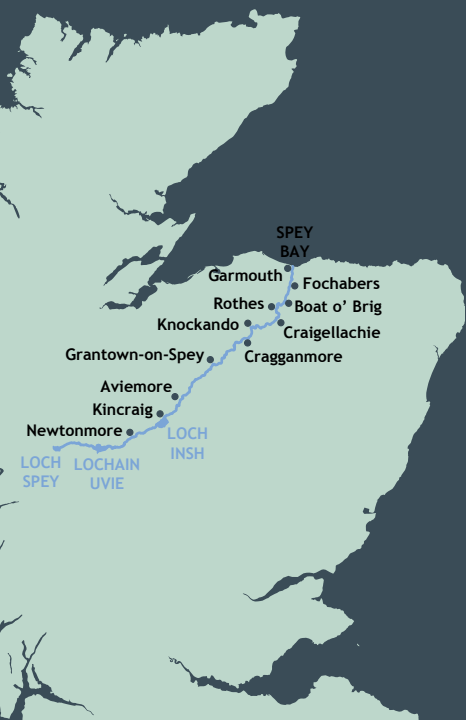 SPEY
BAY
Garmouth
Fochabers
Rothes
Boat o’ Brig
Knockando
Craigellachie
Grantown-on-Spey
Cragganmore
Aviemore
Kincraig
Newtonmore
LOCH
INSH
LOCH
SPEY
LOCHAIN
UVIE